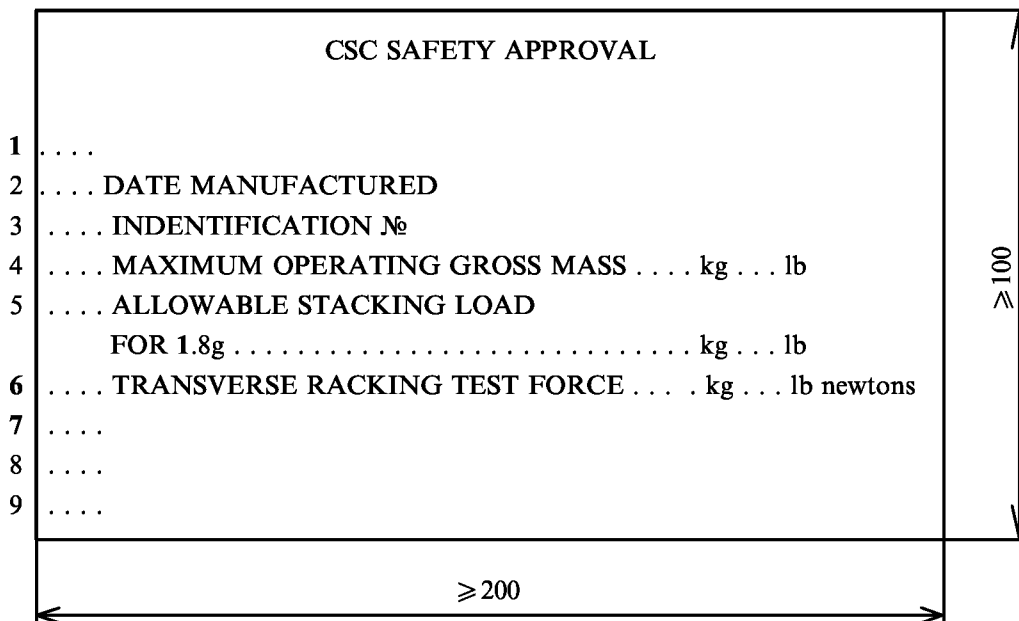 CSC SAFETY APPROVAL
1 . . . .
2 . . . . DATE MANUFACTURED
3 . . . . INDENTIFICATION №
4 . . . . MAXIMUM OPERATING GROSS MASS . . . . kg . . . lb
5 . . . . ALLOWABLE STACKING LOAD
FOR 1.8g . . . . . . . . . . . . . . . . . . . . . . . . . . . . kg . . . lb
6 . . . . TRANSVERSE RACKING TEST FORCE . . . . kg . . . lb newtons
7 . . . .
8 . . . .
9 . . . .
⩾100
⩾200